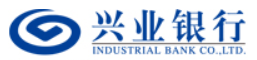 兴业银行
INDUSTRIAL BANK CO.,LTD.